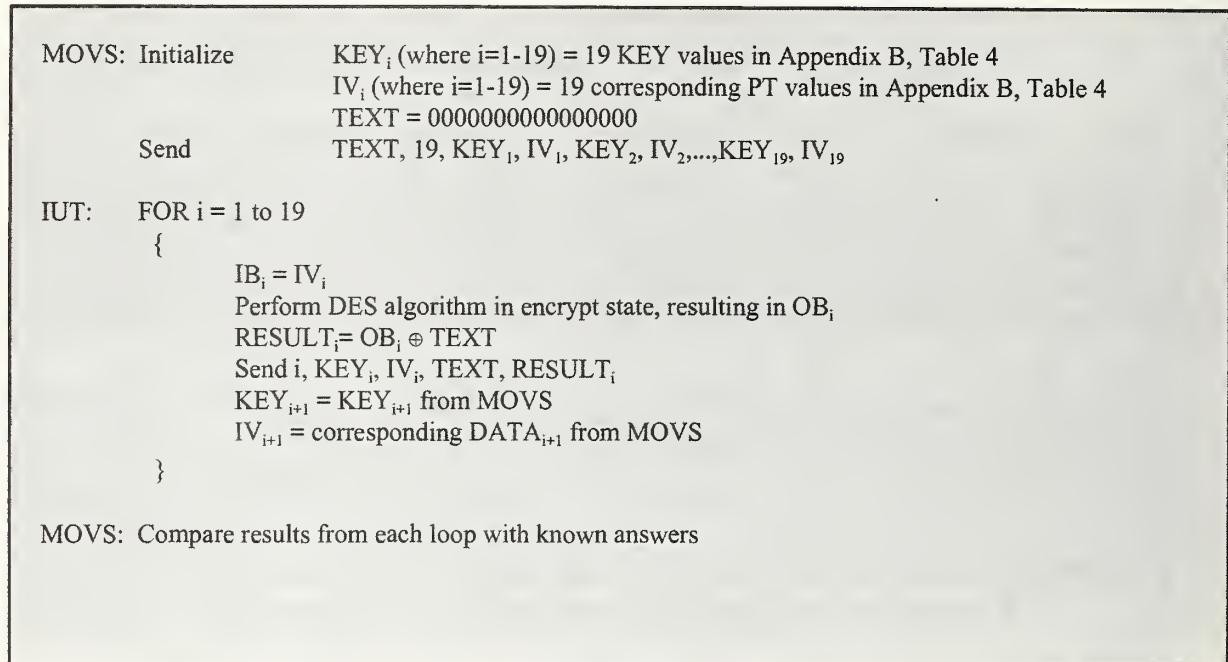 MOVS: Initialize KEYᵢ (where i=1-19) = 19 KEY values in Appendix B, Table 4
IVᵢ (where i=1-19) = 19 corresponding PT values in Appendix B, Table 4
TEXT = 0000000000000000
Send TEXT, 19, KEY₁, IV₁, KEY₂, IV₂,...,KEY₁₉, IV₁₉
IUT: FOR i = 1 to 19
{
IBᵢ = IVᵢ
Perform DES algorithm in encrypt state, resulting in OBᵢ
RESULTᵢ= OBᵢ ⊕ TEXT
Send i, KEYᵢ, IVᵢ, TEXT, RESULTᵢ
KEYᵢ₊₁ = KEYᵢ₊₁ from MOVS
IVᵢ₊₁ = corresponding DATAᵢ₊₁ from MOVS
}
MOVS: Compare results from each loop with known answers